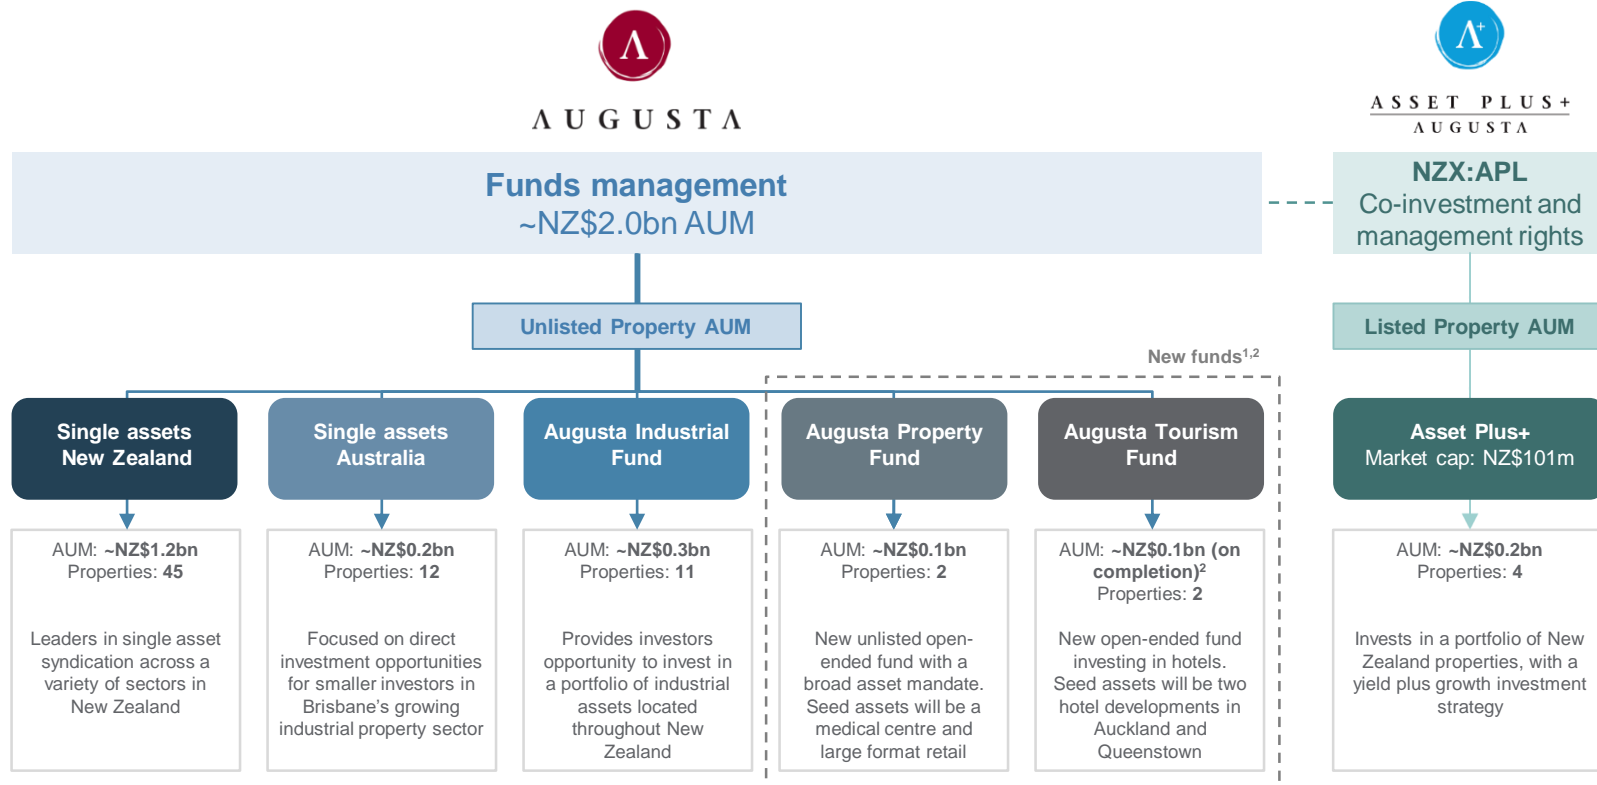 AUGUSTA
ASSET PLUS+
AUGUSTA
Funds management
~NZ$2.0bn AUM
NZX:APL
Co-investment and
management rights
Unlisted Property AUM
Listed Property AUM
New funds1,2
Single assets
New Zealand
Single assets
Australia
Augusta Industrial
Fund
Augusta Property
Fund
Augusta Tourism
Fund
Asset Plus+
Market cap: NZ$101m
AUM: ~NZ$1.2bn
Properties: 45
Leaders in single asset
syndication across a
variety of sectors in
New Zealand
AUM: ~NZ$0.2bn
Properties: 12
Focused on direct
investment opportunities
for smaller investors in
Brisbane's growing
industrial property sector
AUM: ~NZ$0.3bn
Properties: 11
Provides investors
opportunity to invest in
a portfolio of industrial
assets located
throughout New
Zealand
AUM: ~NZ$0.1bn
Properties: 2
New unlisted open-
ended fund with a
broad asset mandate.
Seed assets will be a
medical centre and
large format retail
AUM: ~NZ$0.1bn (on
completion)2
Properties: 2
New open-ended fund
investing in hotels.
Seed assets will be two
hotel developments in
Auckland and
Queenstown
AUM: ~NZ$0.2bn
Properties: 4
Invests in a portfolio of New
Zealand properties, with a
yield plus growth investment
strategy